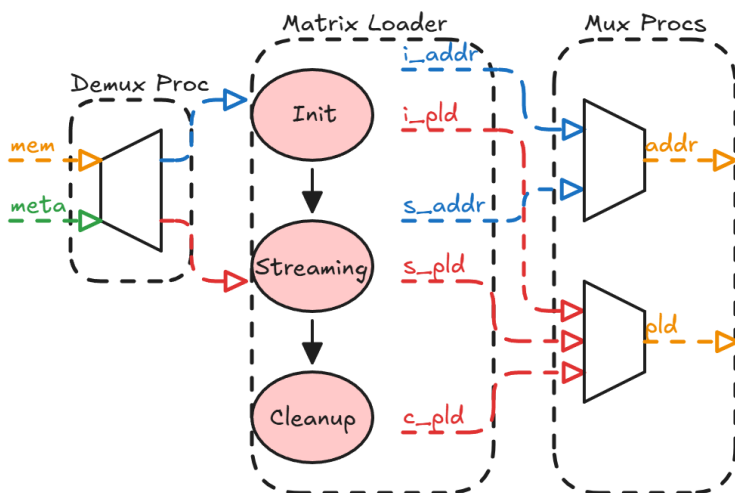 Matrix Loader
Mux Procs
Demux Proc
i_addr
Init
i_pld
mem
addr
meta
s_addr
Streaming
s_pld
pld
Cleanup
c_pld